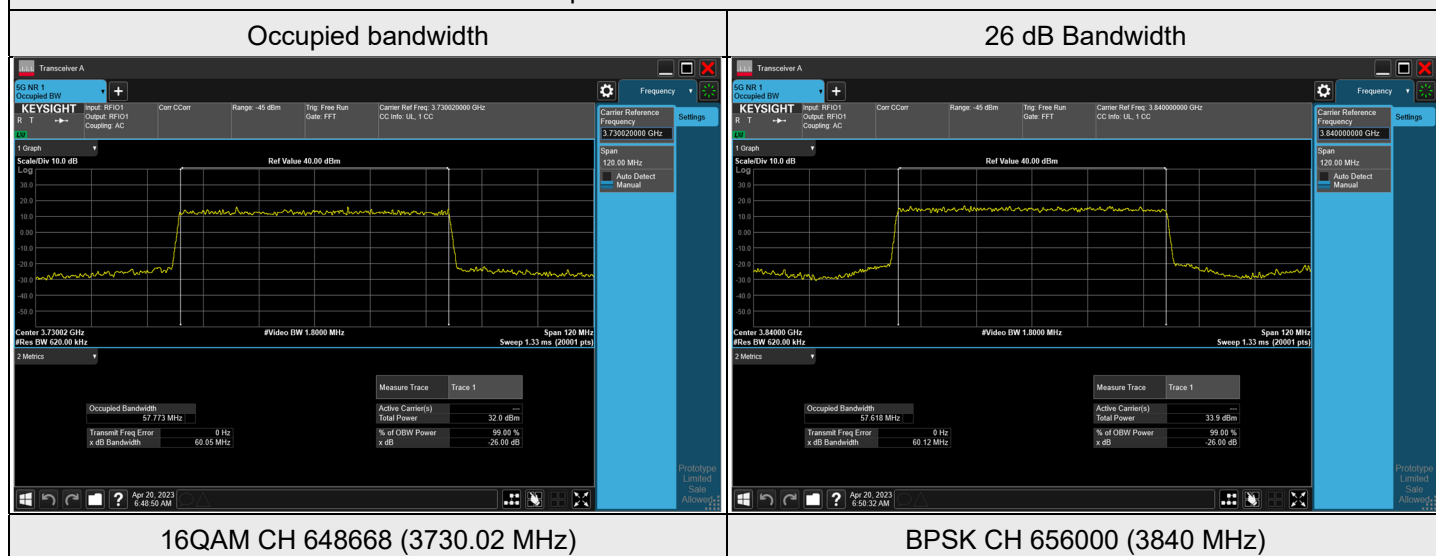 Occupied bandwidth
26 dB Bandwidth
Transceiver A
5G NR 1
Occupied BW
+
Frequency
KEYSIGHT
R T
LNI
Input: RFIO1
Output: RFIO1
Coupling: AC
Corr CCorr
Range: -45 dBm
Trig: Free Run
Gate: FFT
Carrier Ref Freq: 3.730020000 GHz
CC Info: UL, 1 CC
Carrier Reference
Frequency
3.730020000 GHz
Settings
Span
120.00 MHz
Auto Detect
Manual
1 Graph
Scale/Div 10.0 dB
Ref Value 40.00 dBm
Log
30.0
20.0
10.0
0.00
-10.0
-20.0
-30.0
-40.0
-50.0
Center 3.73002 GHz
#Video BW 1.8000 MHz
Span 120 MHz
#Res BW 620.00 kHz
Sweep 1.33 ms (20001 pts)
2 Metrics
Measure Trace Trace 1
Occupied Bandwidth
57.773 MHz
Active Carrier(s) ---
Total Power 32.0 dBm
Transmit Freq Error 0 Hz
x dB Bandwidth 60.05 MHz
% of OBW Power 99.00 %
x dB -26.00 dB
?
Apr 20, 2023
6:48:50 AM
Transceiver A
5G NR 1
Occupied BW
+
Frequency
KEYSIGHT
R T
Input: RFIO1
Output: RFIO1
Coupling: AC
Corr CCorr
Range: -45 dBm
Trig: Free Run
Gate: FFT
Carrier Ref Freq: 3.840000000 GHz
CC Info: UL, 1 CC
Carrier Reference
Frequency
3.840000000 GHz
Settings
Span
120.00 MHz
Auto Detect
Manual
1 Graph
Scale/Div 10.0 dB
Ref Value 40.00 dBm
Log
30.0
20.0
10.0
0.00
-10.0
-20.0
-30.0
-40.0
-50.0
Center 3.84000 GHz
#Video BW 1.8000 MHz
Span 120 MHz
#Res BW 620.00 kHz
Sweep 1.33 ms (20001 pts)
2 Metrics
Measure Trace Trace 1
Occupied Bandwidth
57.618 MHz
Active Carrier(s) ---
Total Power 33.9 dBm
Transmit Freq Error 0 Hz
x dB Bandwidth 60.12 MHz
% of OBW Power 99.00 %
x dB -26.00 dB
?
Apr 20, 2023
6:50:32 AM
Prototype
Limited
Sale
Allowed
Prototype
Limited
Sale
Allowed
16QAM CH 648668 (3730.02 MHz)
BPSK CH 656000 (3840 MHz)